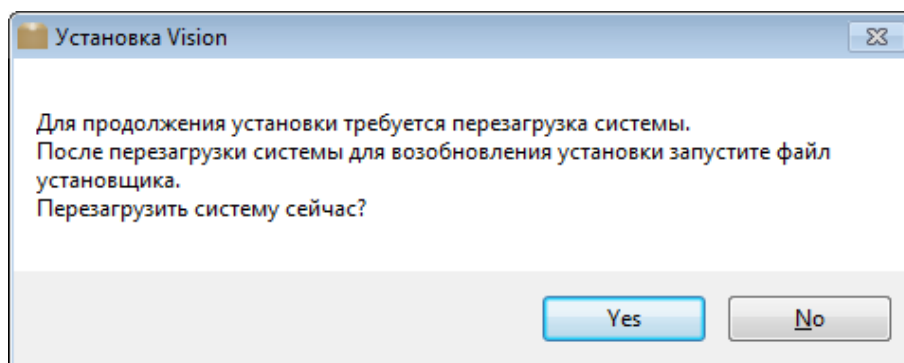 Установка Vision
Для продолжения установки требуется перезагрузка системы.
После перезагрузки системы для возобновления установки запустите файл
установщика.
Перезагрузить систему сейчас?
Yes
No